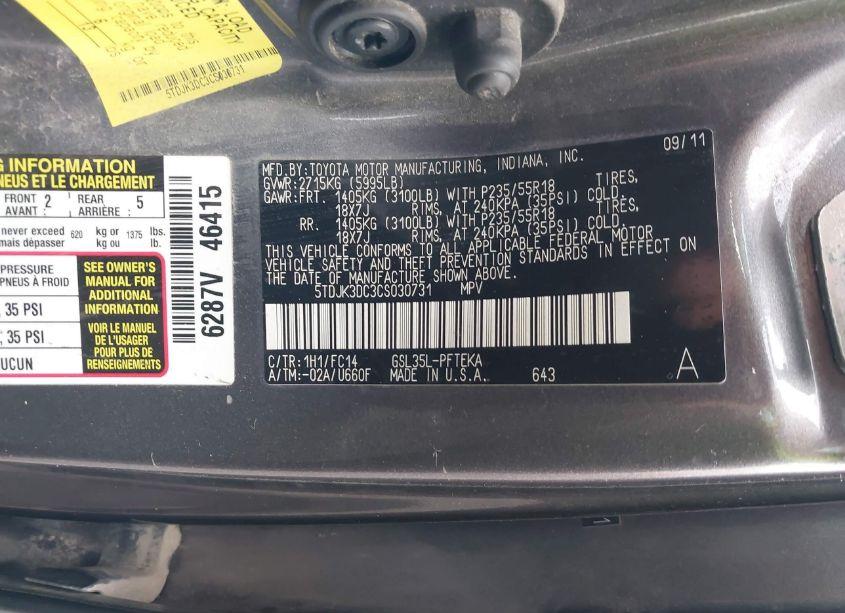 LOAD
CAPACITY
5TDJK3DC3CS030731
G INFORMATION
NEUS ET LE CHARGEMENT
FRONT
AVANT : 2
REAR
ARRIÈRE : 5
never exceed 620 kg or 1375 lbs.
mais dépasser kg ou lb.
PRESSURE
PNEUS À FROID
, 35 PSI
, 35 PSI
UCUN
SEE OWNER'S
MANUAL FOR
ADDITIONAL
INFORMATION
VOIR LE MANUEL
DE L'USAGER
POUR PLUS DE
RENSEIGNEMENTS
6287V 46415
09/11
MFD.BY:TOYOTA MOTOR MANUFACTURING, INDIANA, INC.
GVWR:2715KG (5995LB)
GAWR:FRT. 1405KG (3100LB) WITH P235/55R18 TIRES,
18X7J RIMS, AT 240KPA (35PSI) COLD,
RR. 1405KG (3100LB) WITH P235/55R18 TIRES,
18X7J RIMS, AT 240KPA (35PSI) COLD.
THIS VEHICLE CONFORMS TO ALL APPLICABLE FEDERAL MOTOR
VEHICLE SAFETY AND THEFT PREVENTION STANDARDS IN EFFECT ON
THE DATE OF MANUFACTURE SHOWN ABOVE.
5TDJK3DC3CS030731 MPV
C/TR:1H1/FC14 GSL35L-PFTEKA
A/TM:-02A/U660F MADE IN U.S.A. 643
A
1